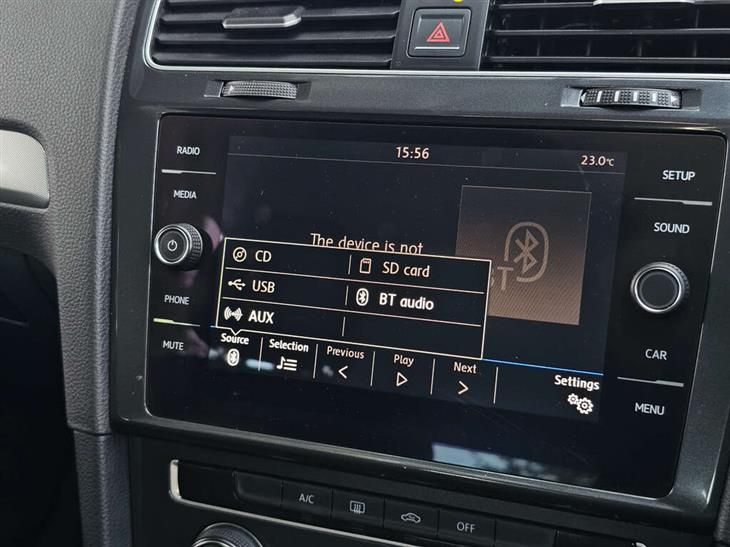 RADIO
MEDIA
PHONE
MUTE
15:56
23.0°C
The device is not
CD
SD card
USB
BT audio
AUX
BT
Source
Selection
Previous
Play
Next
Settings
SETUP
SOUND
CAR
MENU
A/C
OFF